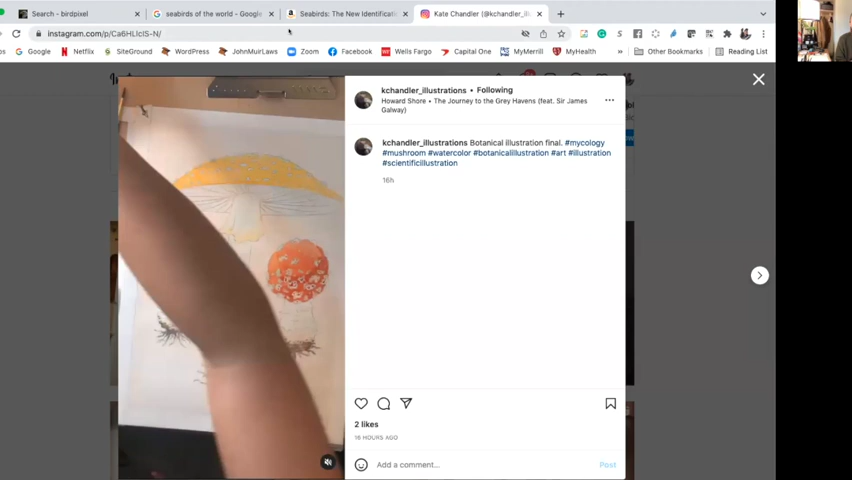 Search - birdpixel
seabirds of the world - Google
Seabirds: The New Identificati
Kate Chandler (@kchandler_ill
instagram.com/p/Ca6HLlclS-N/
Google Netflix SiteGround WordPress JohnMuirLaws Zoom Facebook Wells Fargo Capital One MyMerrill MyHealth Other Bookmarks Reading List
kchandler_illustrations • Following
Howard Shore • The Journey to the Grey Havens (feat. Sir James
Galway)
kchandler_illustrations Botanical illustration final. #mycology
#mushroom #watercolor #botanicalillustration #art #illustration
#scientificillustration
16h
2 likes
16 HOURS AGO
Add a comment... Post